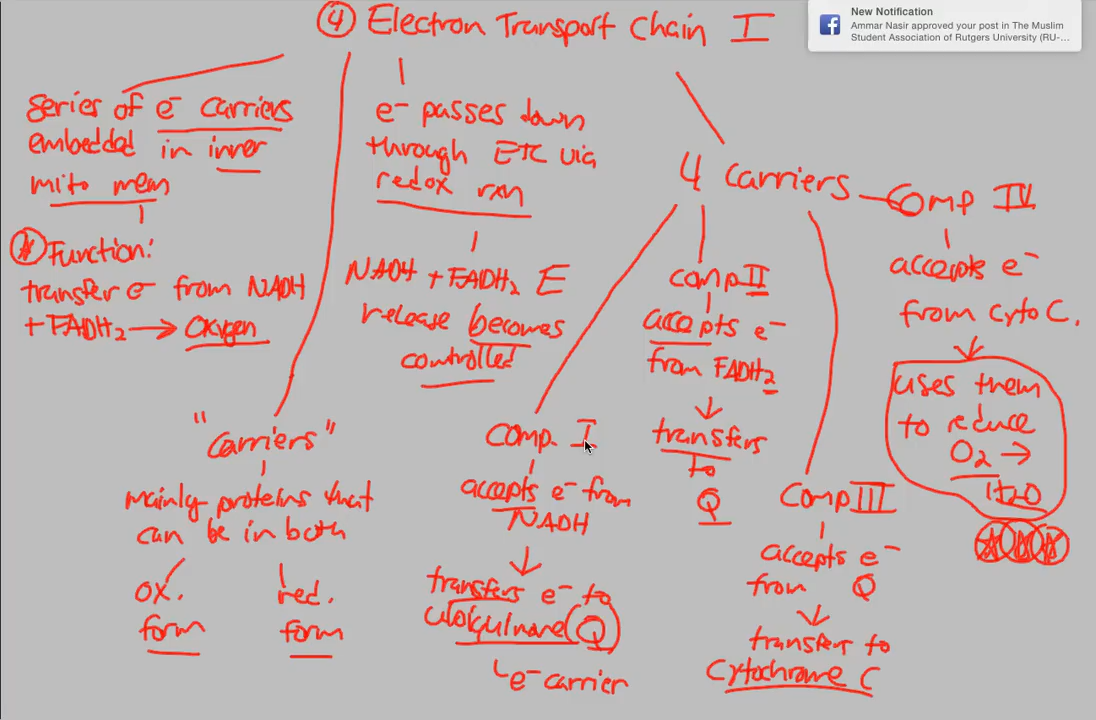 ④ Electron Transport Chain I
New Notification
Ammar Nasir approved your post in The Muslim
Student Association of Rutgers University (RU-...
series of e⁻ carriers
embedded in inner
mito mem
* Function:
transfer e⁻ from NADH
+ FADH₂ → Oxygen
"Carriers"
mainly proteins that
can be in both
ox.
form
red.
form
e⁻ passes down
through ETC via
redox rxn
NADH + FADH₂ E
release becomes
controlled
4 carriers
Comp. I
accepts e⁻ from
NADH
↓
transfers e⁻ to
(Q)
e⁻ carrier
comp II
accepts e⁻
from FADH₂
↓
transfers
to
Q
Comp III
accepts e⁻
from Q
↓
transfer to
Cytochrome C
Comp IV
accepts e⁻
from cyto C.
↓
uses them
to reduce
O₂ →
H2O